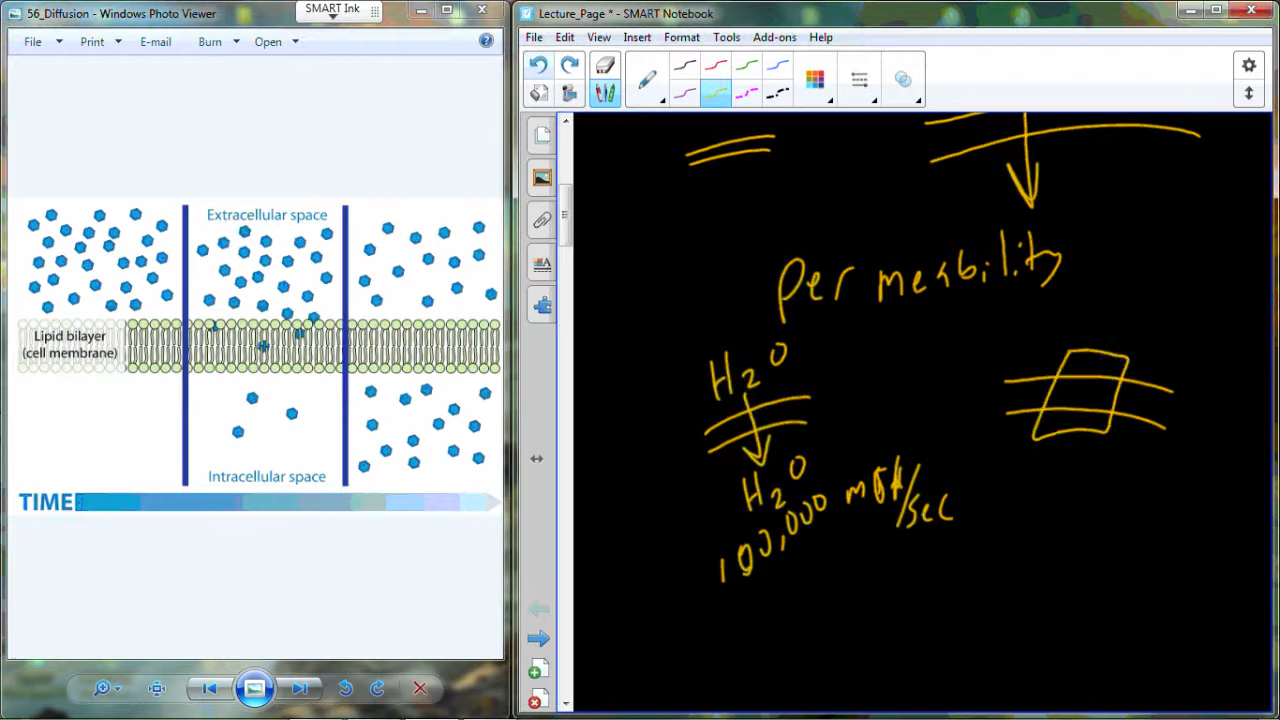 56_Diffusion - Windows Photo Viewer
SMART Ink
File Print E-mail Burn Open
Extracellular space
Lipid bilayer
(cell membrane)
Intracellular space
TIME
Lecture_Page * - SMART Notebook
File Edit View Insert Format Tools Add-ons Help
Permeability
H2O
H2O
100,000 /sec